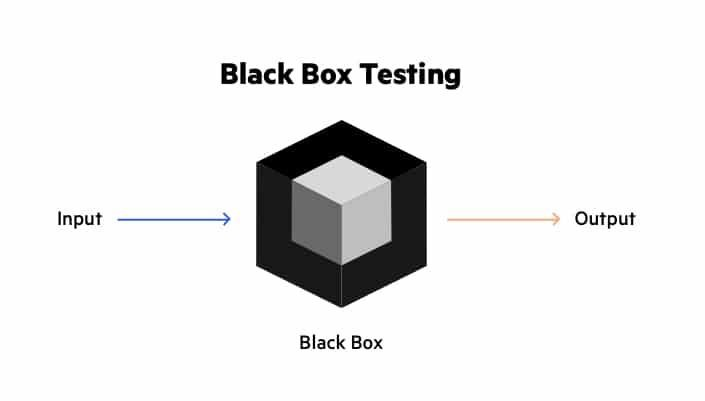 Black Box Testing
Input
Output
Black Box